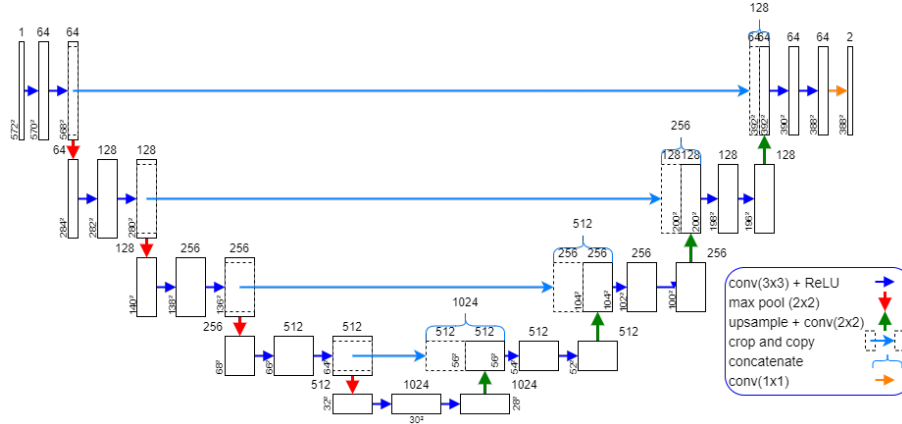 128
1 64 64 64 64 64 64 2
572² 570² 568² 392² 392² 390² 388² 388²
256
64 128 128 128 128 128 128
284² 282² 280² 200² 200² 198² 196²
512
128 256 256 256 256 256 256
140² 138² 136² 104² 104² 102² 100²
1024
256 512 512 512 512 512 512
68² 66² 64² 56² 56² 54² 52²
512 1024 1024
32² 30² 28²
conv(3x3) + ReLU
max pool (2x2)
upsample + conv(2x2)
crop and copy
concatenate
conv(1x1)